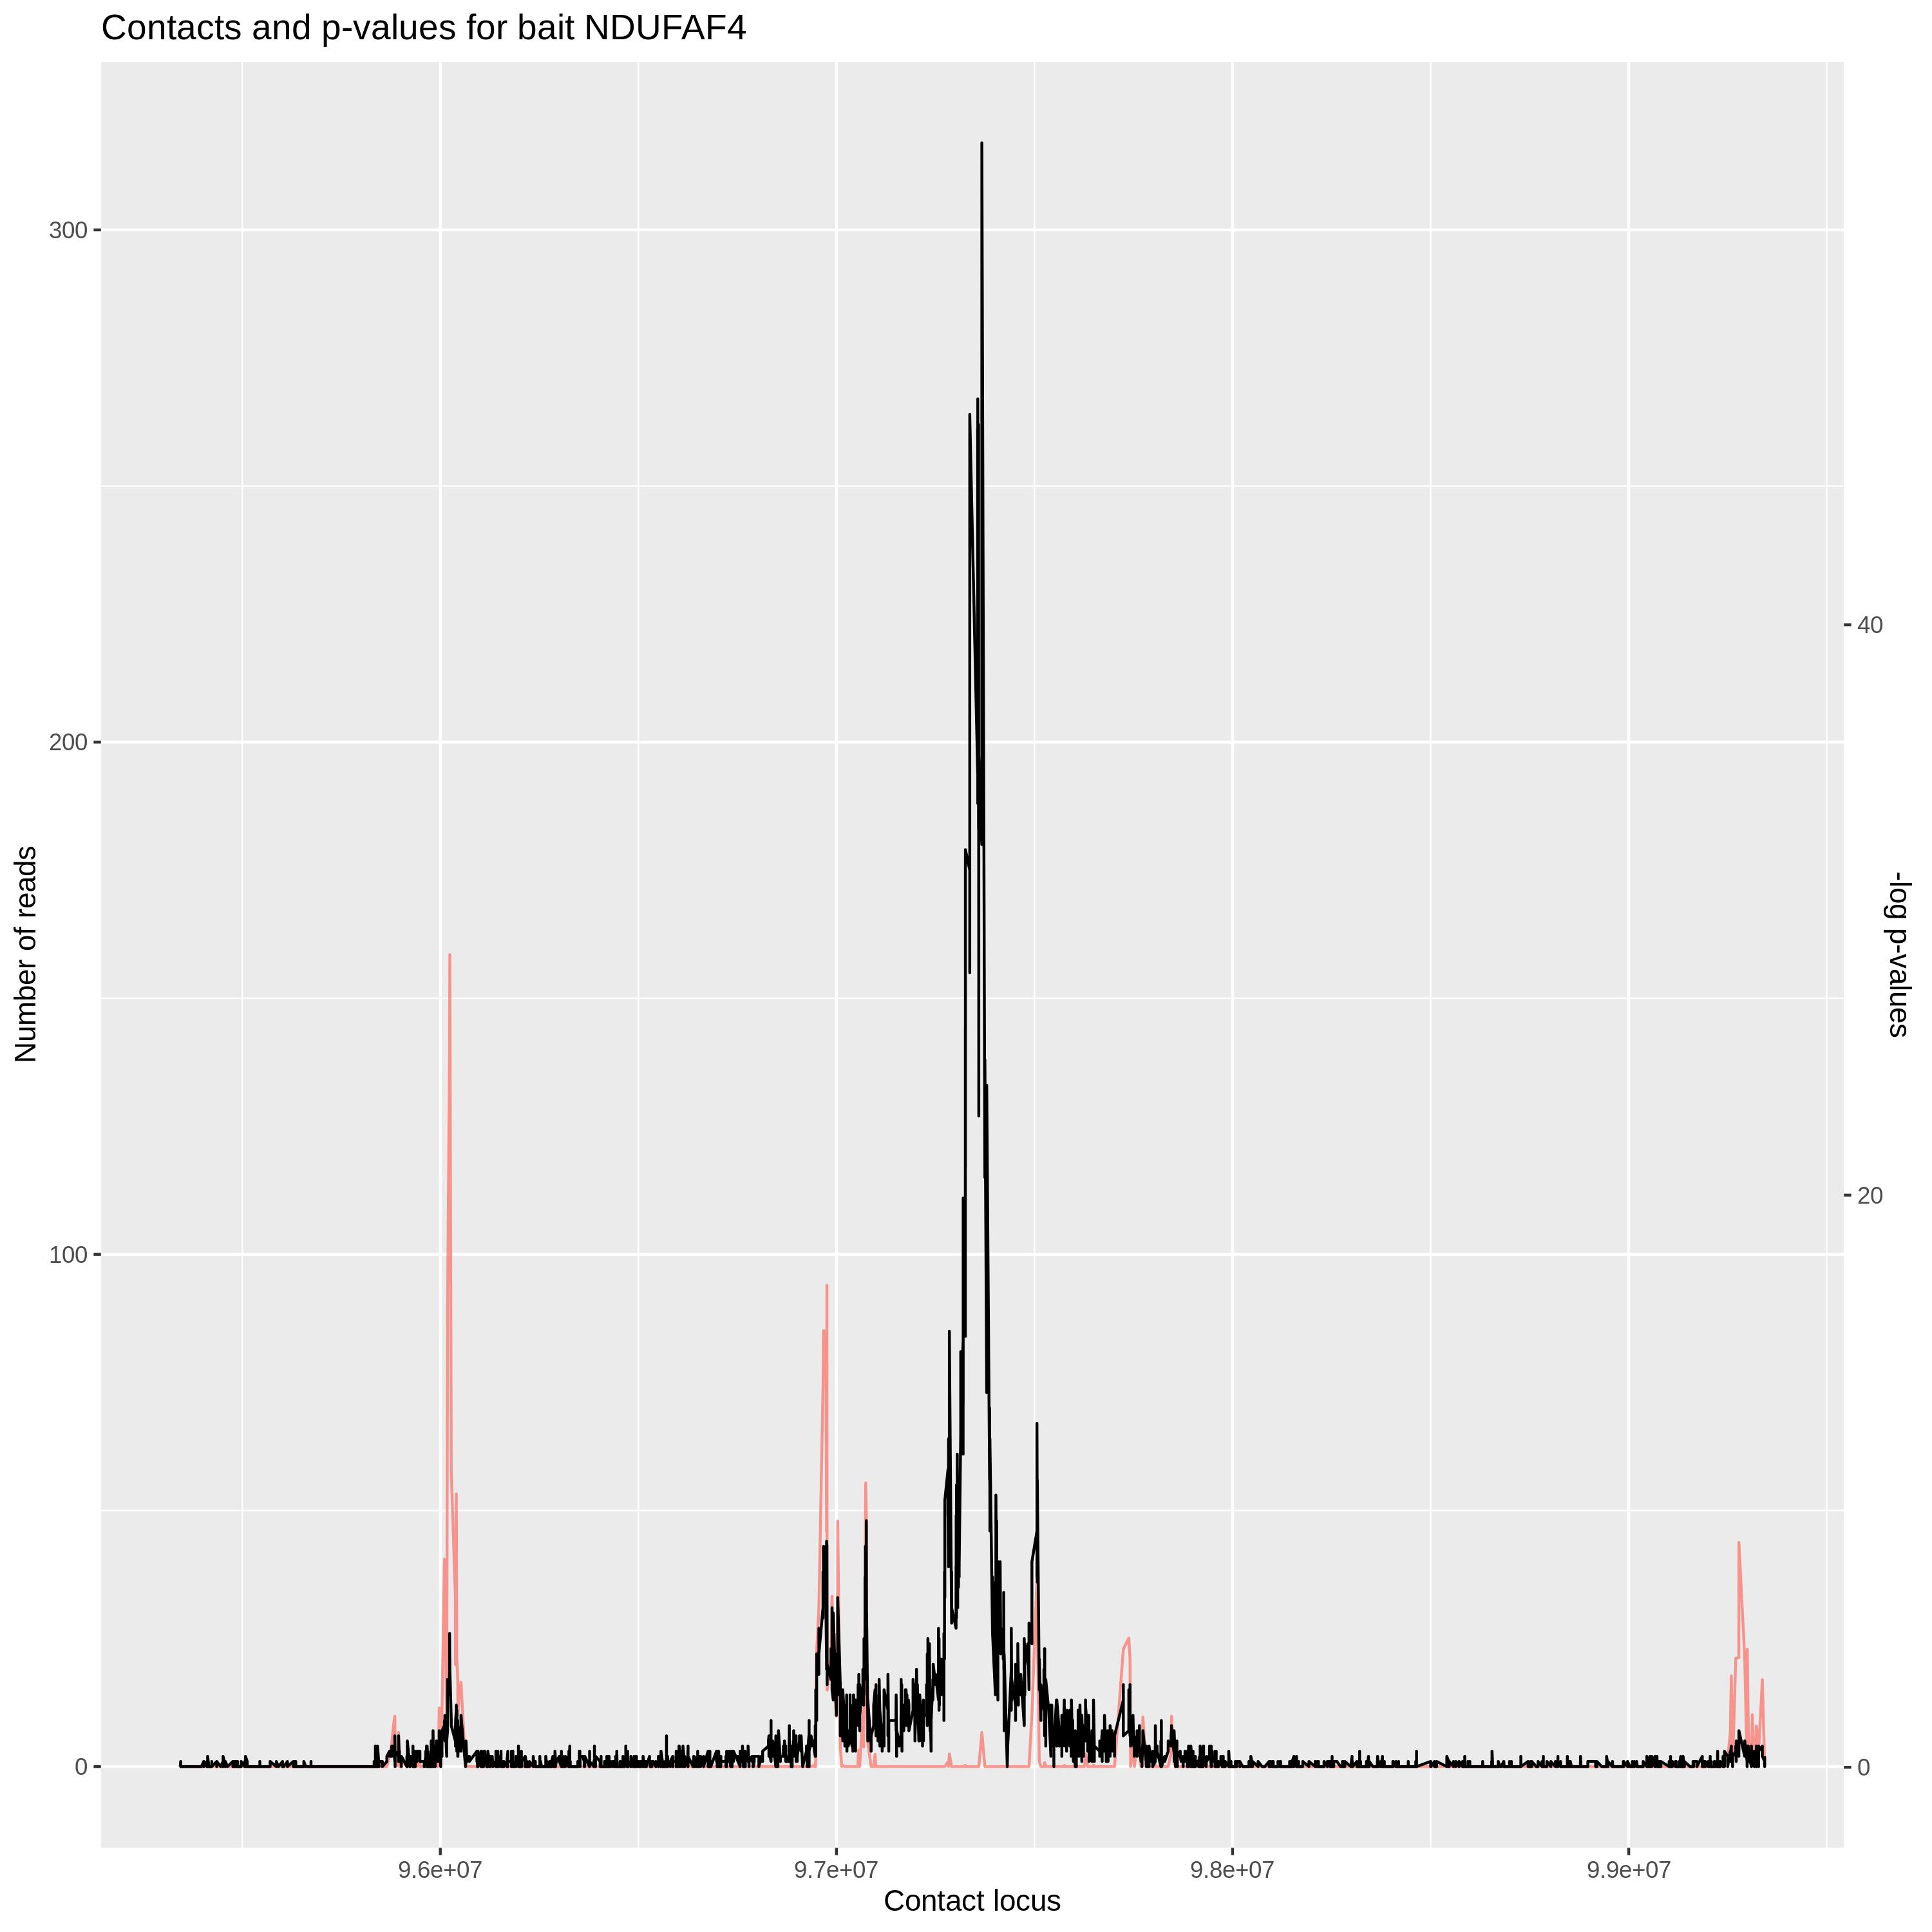 Contacts and p-values for bait NDUFAF4
300
200
100
0
Number of reads
40
20
0
-log p-values
9.6e+07
9.7e+07
9.8e+07
9.9e+07
Contact locus